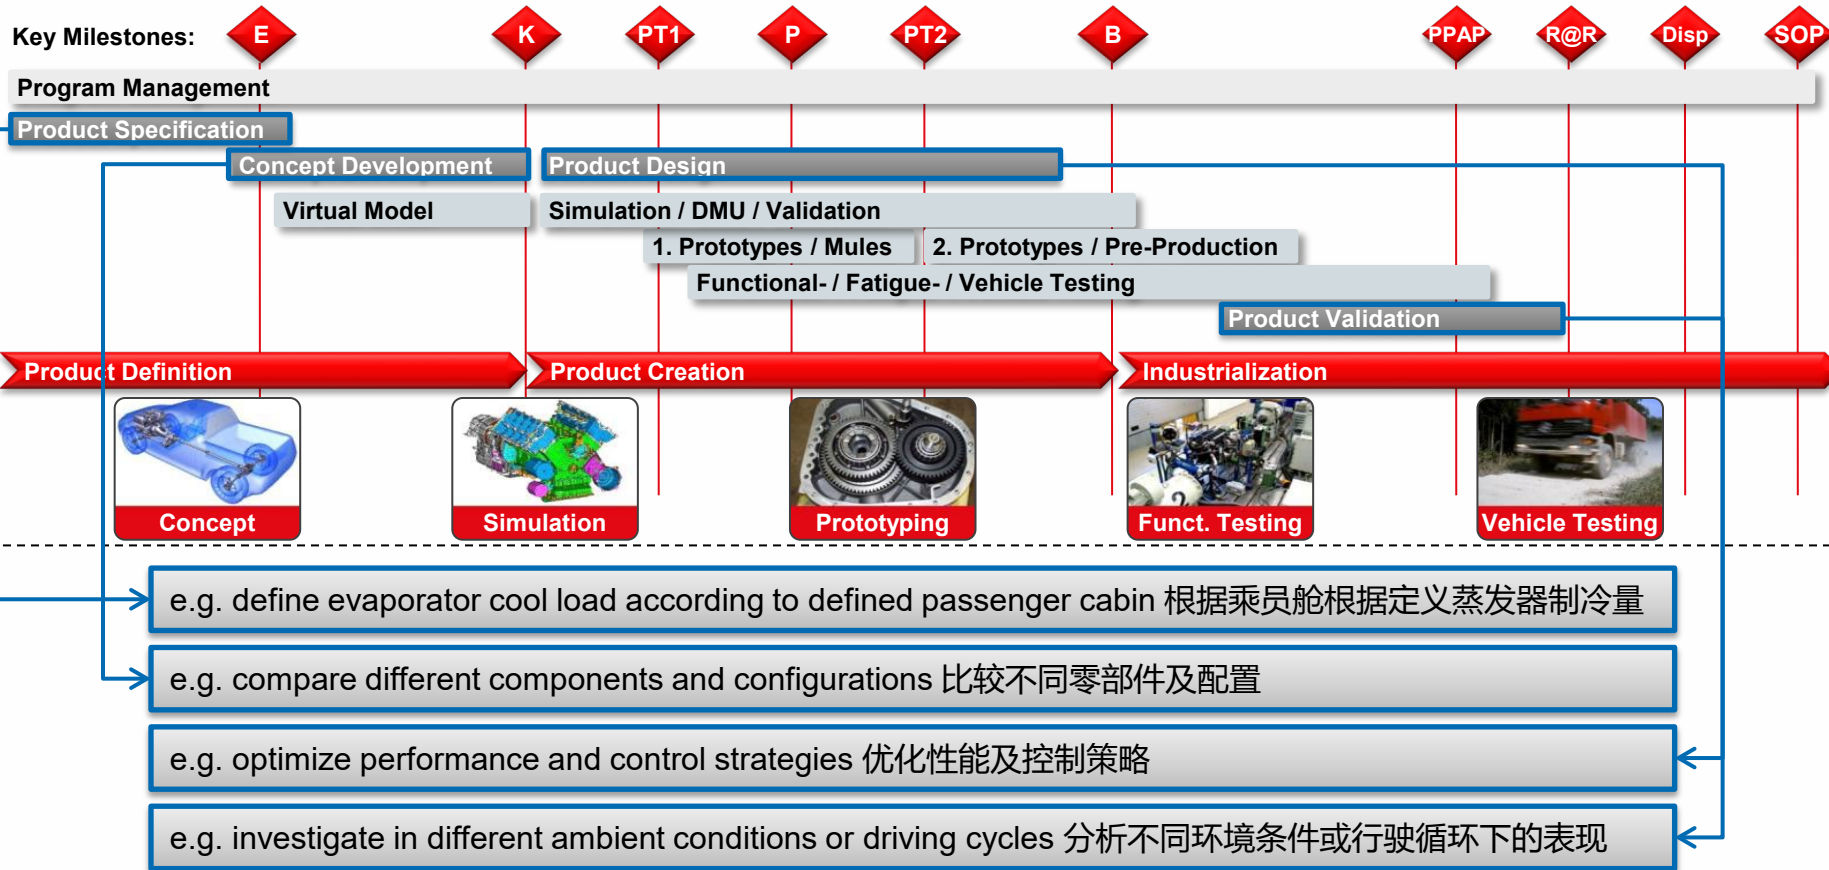 Key Milestones: E K PT1 P PT2 B PPAP R@R Disp SOP
Program Management
Product Specification
Concept Development Product Design
Virtual Model Simulation / DMU / Validation
1. Prototypes / Mules 2. Prototypes / Pre-Production
Functional- / Fatigue- / Vehicle Testing
Product Validation
Product Definition Product Creation Industrialization
2
Concept Simulation Prototyping Funct. Testing Vehicle Testing
e.g. define evaporator cool load according to defined passenger cabin 根据乘员舱根据定义蒸发器制冷量
e.g. compare different components and configurations 比较不同零部件及配置
e.g. optimize performance and control strategies 优化性能及控制策略
e.g. investigate in different ambient conditions or driving cycles 分析不同环境条件或行驶循环下的表现